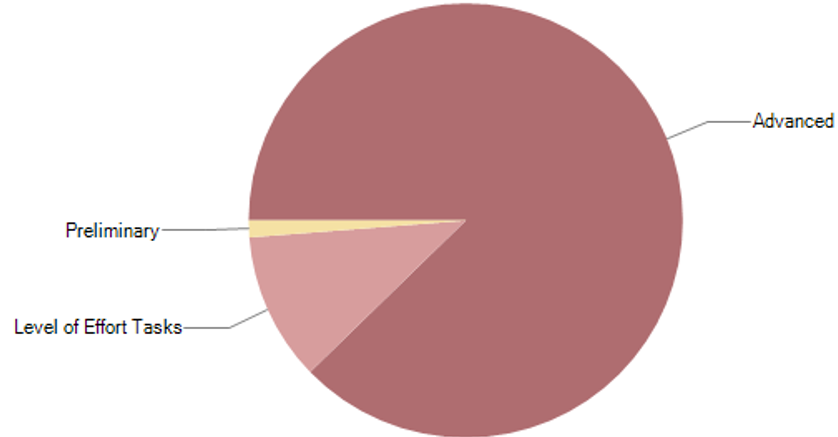 Advanced
Preliminary
Level of Effort Tasks